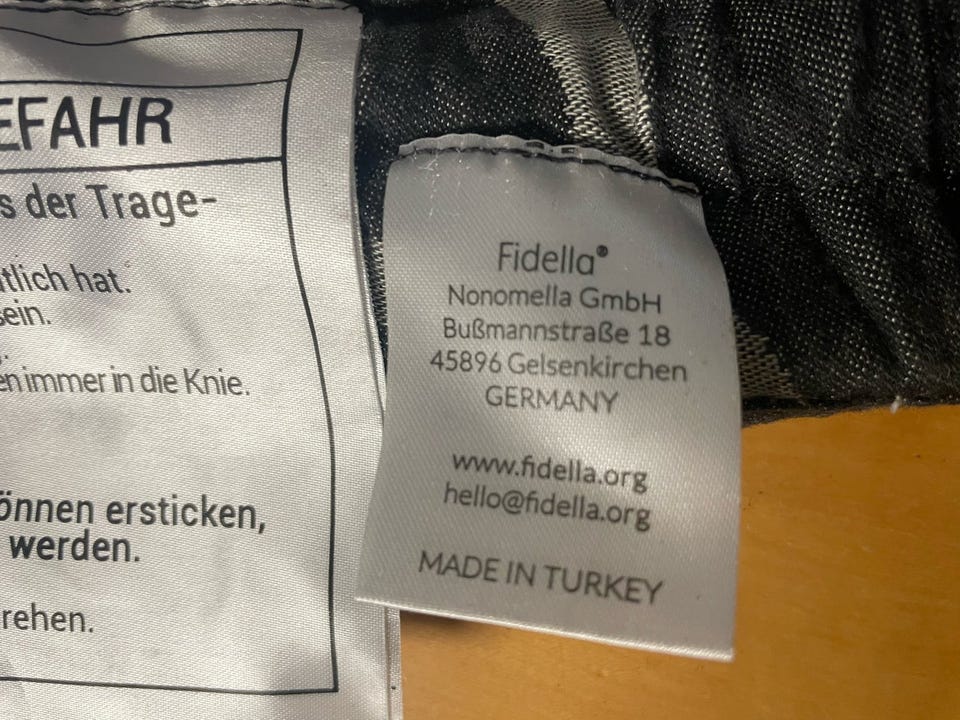 EFAHR
s der Trage-
tlich hat.
sein.
en immer in die Knie.
önnen ersticken,
werden.
rehen.
Fidella®
Nonomella GmbH
Bußmannstraße 18
45896 Gelsenkirchen
GERMANY
www.fidella.org
hello@fidella.org
MADE IN TURKEY